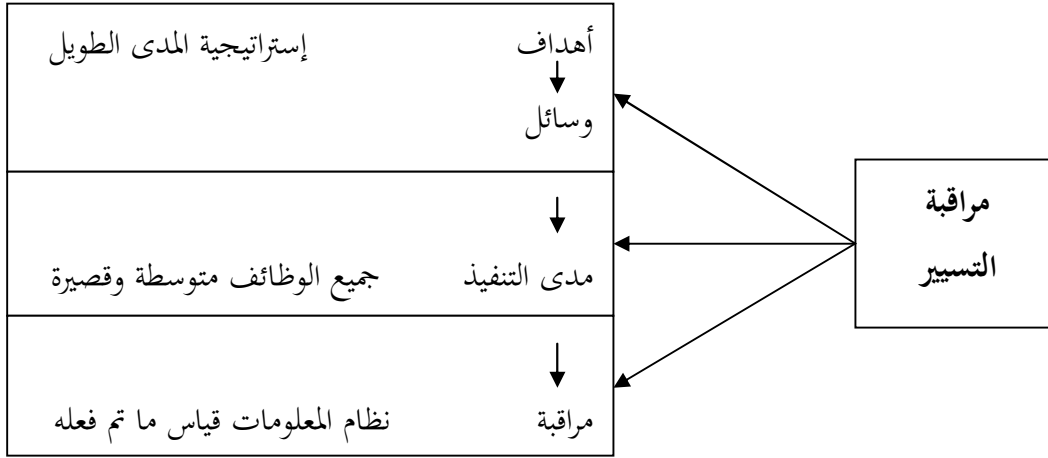 أهداف إستراتيجية المدى الطويل
وسائل
مدى التنفيذ جميع الوظائف متوسطة وقصيرة
مراقبة نظام المعلومات قياس ما تم فعله
مراقبة
التسيير